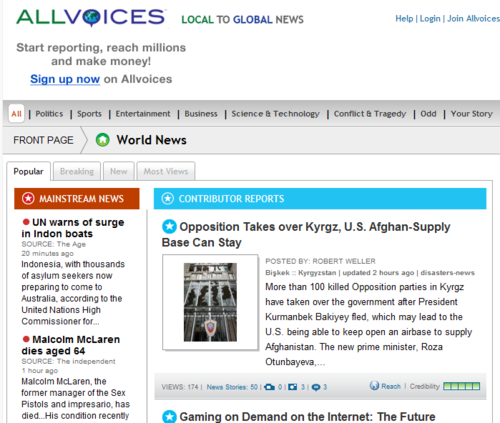 ALLVOICES LOCAL TO GLOBAL NEWS
Help | Login | Join Allvoices
Start reporting, reach millions
and make money!
Sign up now on Allvoices
All | Politics | Sports | Entertainment | Business | Science & Technology | Conflict & Tragedy | Odd | Your Story
FRONT PAGE World News
Popular Breaking New Most Views
MAINSTREAM NEWS
UN warns of surge
in Indon boats
SOURCE: The Age
20 minutes ago
Indonesia, with thousands
of asylum seekers now
preparing to come to
Australia, according to the
United Nations High
Commissioner for...
Malcolm McLaren
dies aged 64
SOURCE: The independent
1 hour ago
Malcolm McLaren, the
former manager of the Sex
Pistols and impresario, has
died...His condition recently
CONTRIBUTOR REPORTS
Opposition Takes over Kyrgz, U.S. Afghan-Supply
Base Can Stay
POSTED BY: ROBERT WELLER
Bişkek :: Kyrgyzstan | updated 2 hours ago | disasters-news
More than 100 killed Opposition parties in Kyrgz
have taken over the government after President
Kurmanbek Bakiyey fled, which may lead to the
U.S. being able to keep open an airbase to supply
Afghanistan. The new prime minister, Roza
Otunbayeva,...
VIEWS: 174 | News Stories: 50 | 0 | 3 | 3
Reach | Credibility
Gaming on Demand on the Internet: The Future